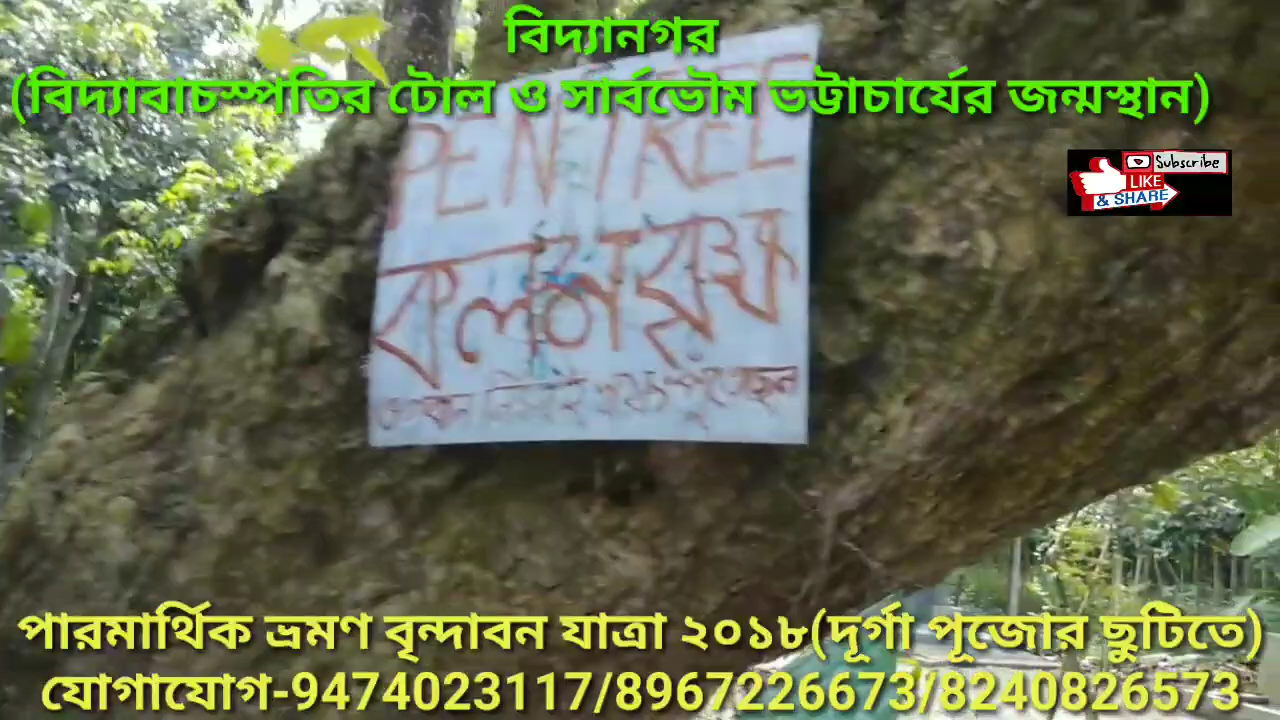 বিদ্যানগর
(বিদ্যাবাচস্পতির টোল ও সার্বভৌম ভট্টাচার্যের জন্মস্থান)
PEN TREE
Subscribe
LIKE
& SHARE
কলমবৃক্ষ
পারমার্থিক ভ্রমণ বৃন্দাবন যাত্রা ২০১৮(দূর্গা পূজোর ছুটিতে)
যোগাযোগ-9474023117/8967226673/8240826573